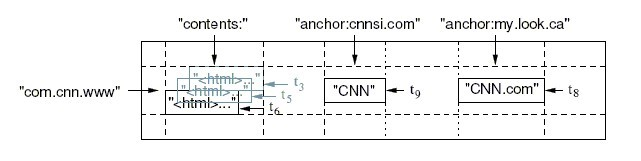 "contents:" "anchor:cnnsi.com" "anchor:my.look.ca"
"<html>..." t3
"com.cnn.www" "<html>..." t5 "CNN" t9 "CNN.com" t8
"<html>..." t6